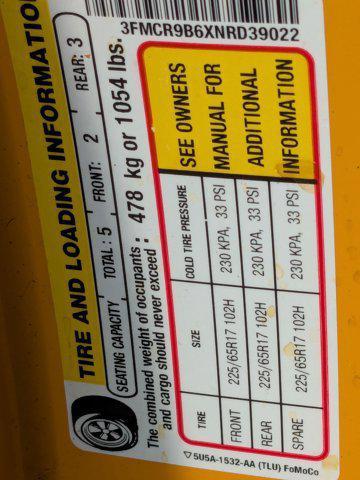 3FMCR9B6XNRD39022
TIRE AND LOADING INFORMATION
SEATING CAPACITY TOTAL : 5 FRONT: 2 REAR: 3
The combined weight of occupants
and cargo should never exceed : 478 kg or 1054 lbs.
TIRE SIZE COLD TIRE PRESSURE SEE OWNERS
FRONT 225/65R17 102H 230 KPA, 33 PSI MANUAL FOR
REAR 225/65R17 102H 230 KPA, 33 PSI ADDITIONAL
SPARE 225/65R17 102H 230 KPA, 33 PSI INFORMATION
▽ 5U5A-1532-AA (TLU) FoMoCo